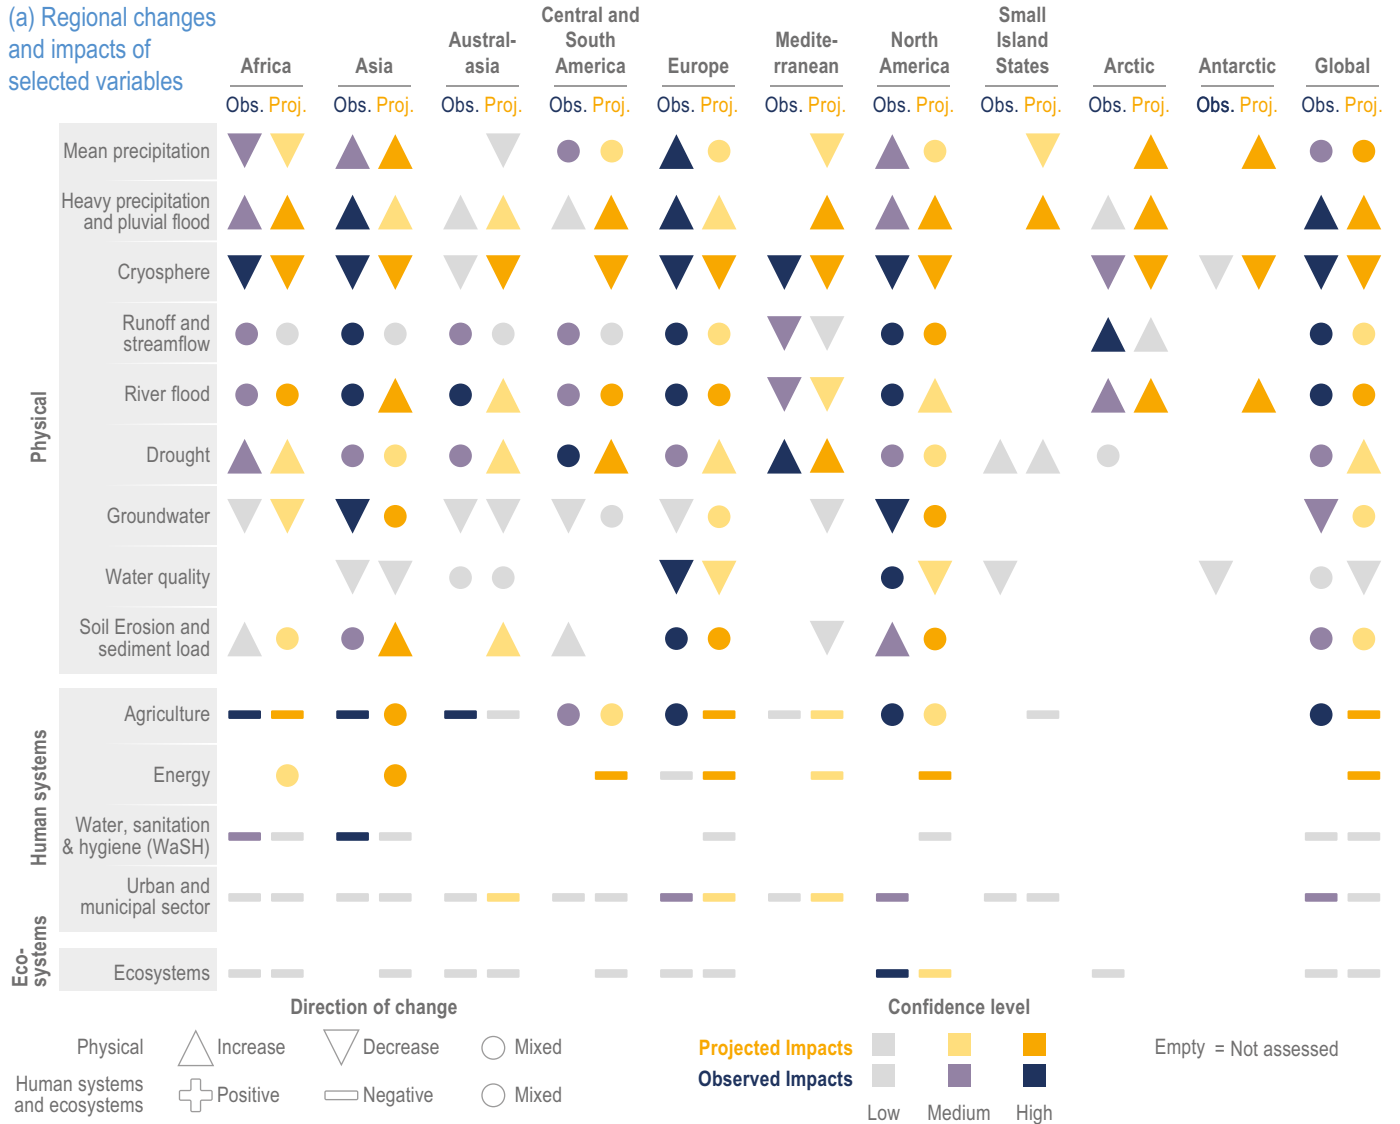 (a) Regional changes
and impacts of
selected variables
Africa
Asia
Austral-
asia
Central and
South
America
Europe
Medite-
rranean
North
America
Small
Island
States
Arctic
Antarctic
Global
Obs. Proj.
Obs. Proj.
Obs. Proj.
Obs. Proj.
Obs. Proj.
Obs. Proj.
Obs. Proj.
Obs. Proj.
Obs. Proj.
Obs. Proj.
Obs. Proj.
Physical
Mean precipitation
Heavy precipitation
and pluvial flood
Cryosphere
Runoff and
streamflow
River flood
Drought
Groundwater
Water quality
Soil Erosion and
sediment load
Human systems
Agriculture
Energy
Water, sanitation
& hygiene (WaSH)
Urban and
municipal sector
Eco-
systems
Ecosystems
Direction of change
Physical
Increase
Decrease
Mixed
Human systems
and ecosystems
Positive
Negative
Mixed
Confidence level
Projected Impacts
Observed Impacts
Low
Medium
High
Empty = Not assessed